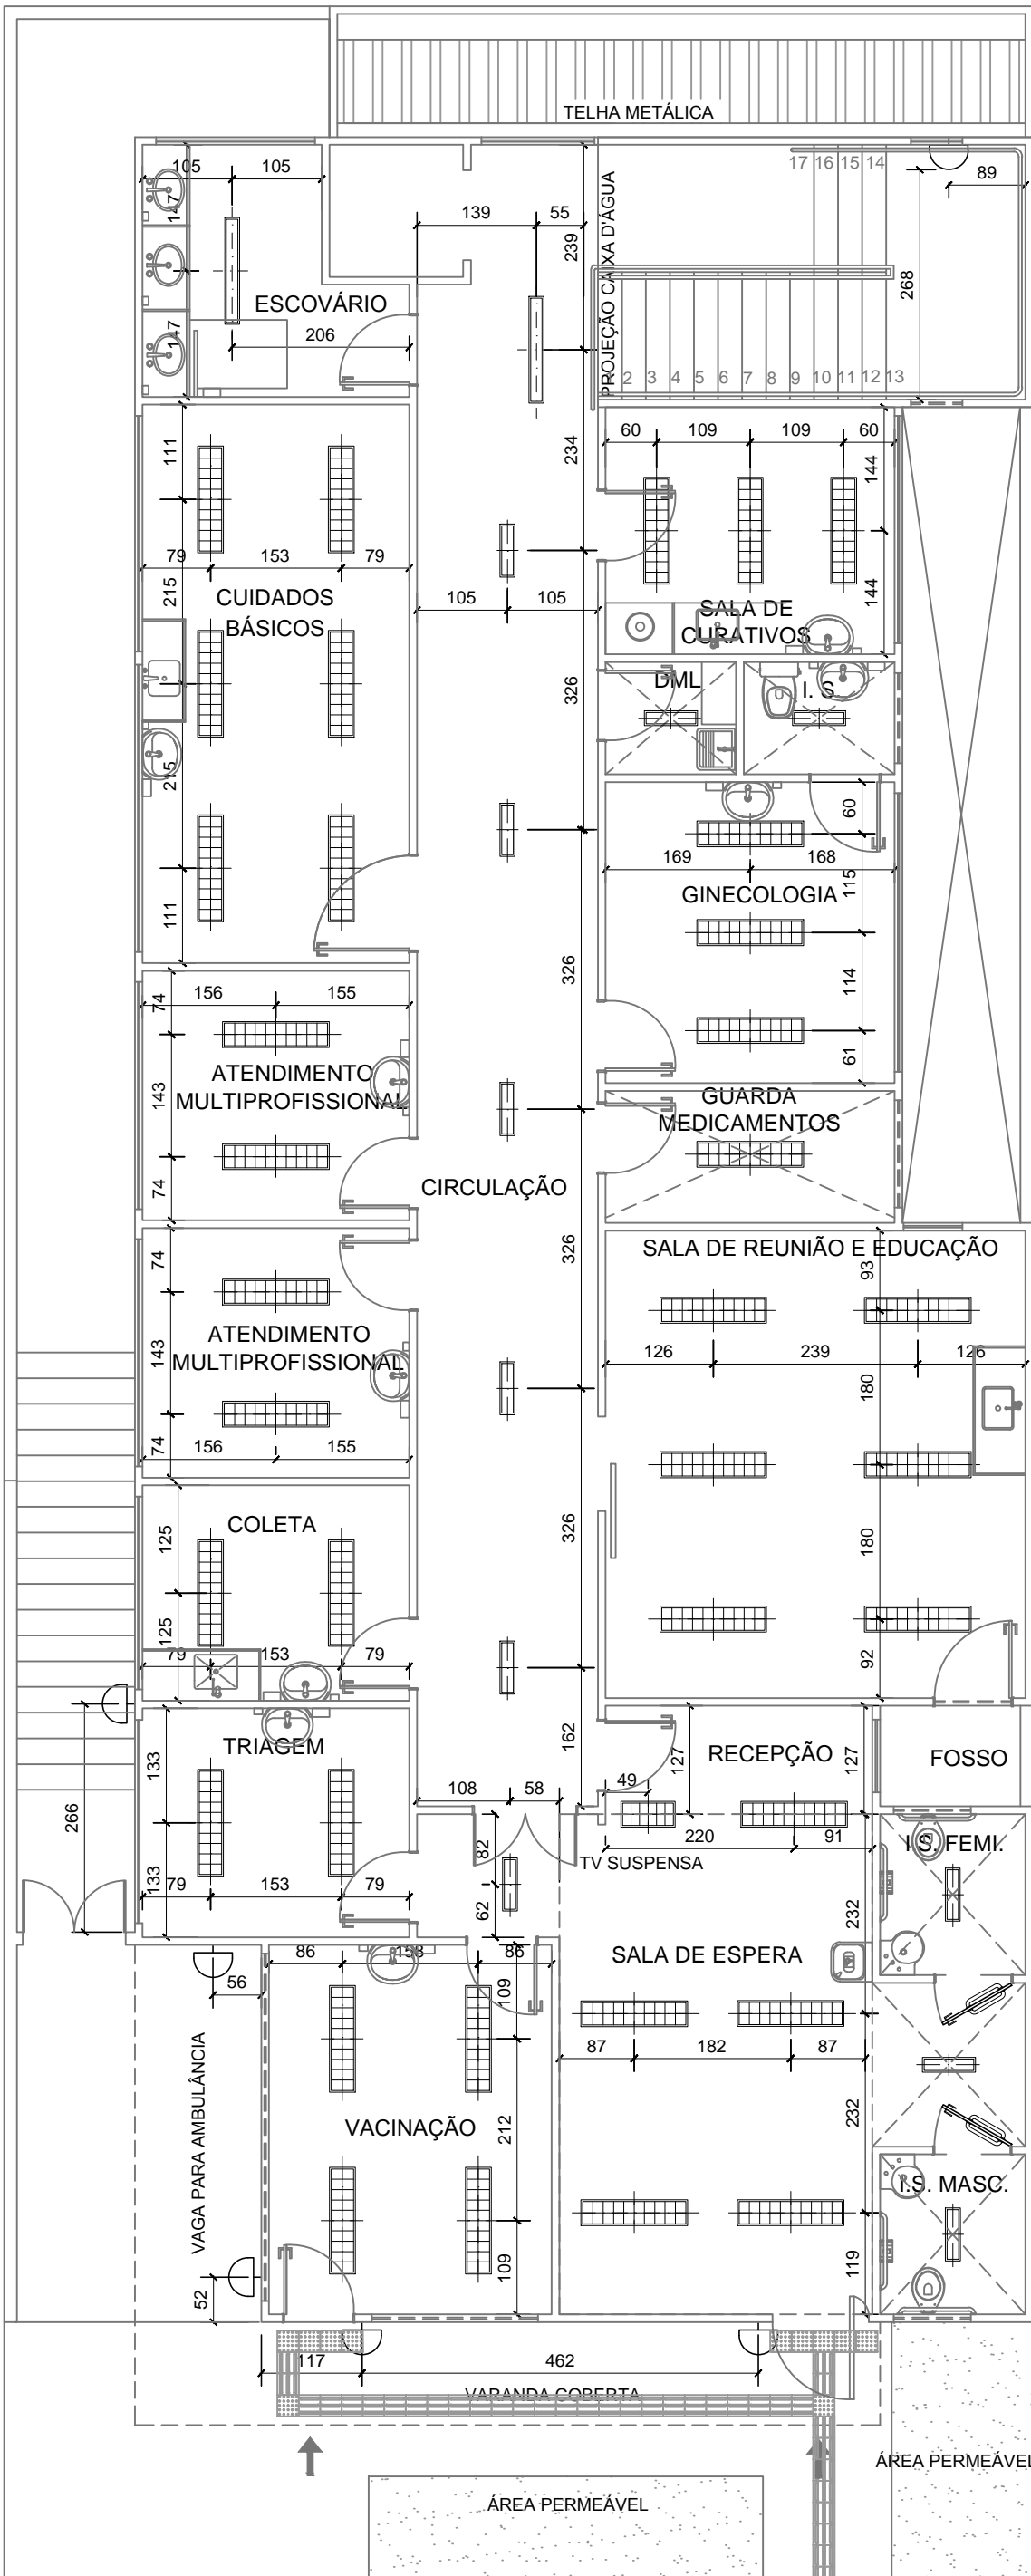 TELHA METÁLICA
17 16 15 14
105 105
89
147
139 55
239
PROJEÇÃO CAIXA D'ÁGUA
268
ESCOVÁRIO
206
147
2 3 4 5 6 7 8 9 10 11 12 13
111
234
60 109 109 60
144
79 153 79
215
CUIDADOS
BÁSICOS
105 105
144
SALA DE
CURATIVOS
326
DML
I. S.
215
60
111
169 168
115
GINECOLOGIA
326
114
74
156 155
61
143
ATENDIMENTO
MULTIPROFISSIONAL
GUARDA
MEDICAMENTOS
74
CIRCULAÇÃO
326
SALA DE REUNIÃO E EDUCAÇÃO
74
93
143
ATENDIMENTO
MULTIPROFISSIONAL
126 239 126
180
74
156 155
COLETA
125
326
180
125
79 153 79
92
TRIAGEM
133
162
127
RECEPÇÃO
127
FOSSO
49
108 58
266
82
220 91
TV SUSPENSA
I.S. FEMI.
133
79 153 79
62
232
SALA DE ESPERA
86 158 86
109
56
VAGA PARA AMBULÂNCIA
87 182 87
VACINAÇÃO
212
232
I.S. MASC.
109
119
52
117 462
VARANDA COBERTA
ÁREA PERMEÁVEL
ÁREA PERMEÁVEL